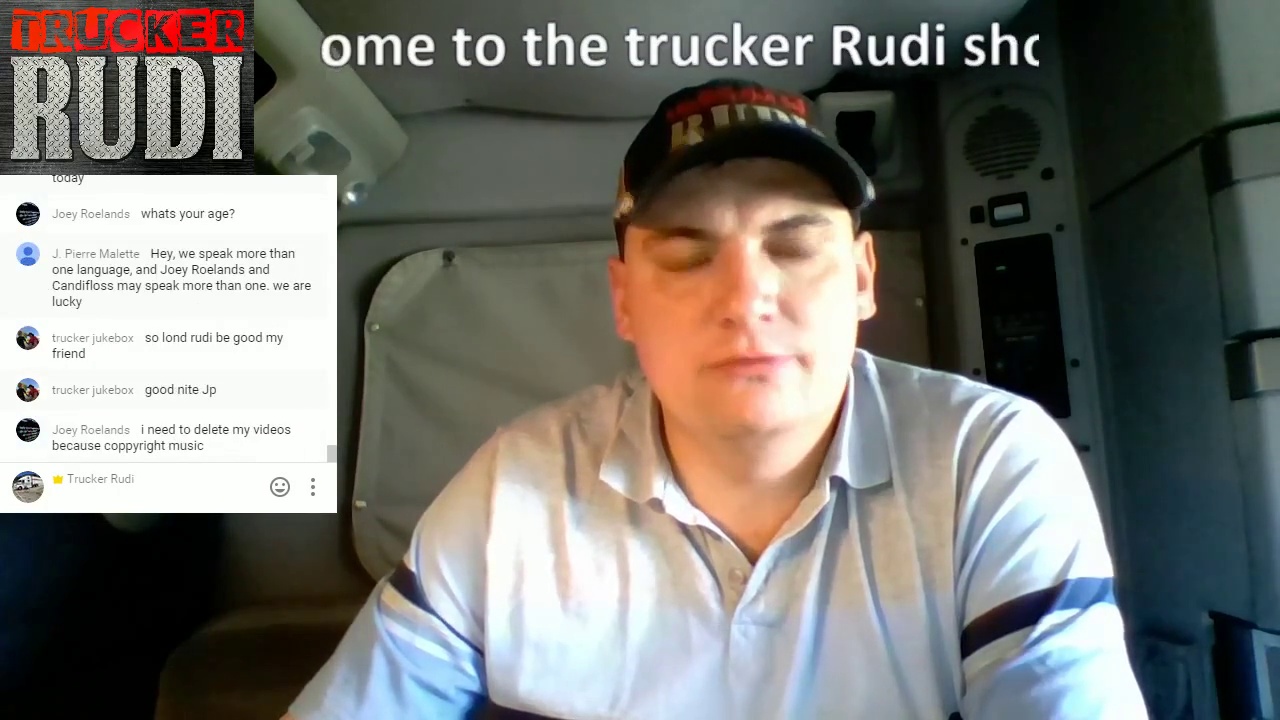 TRUCKER
RUDI
ome to the trucker Rudi sho
RUDI
today
Joey Roelands whats your age?
J. Pierre Malette Hey, we speak more than
one language, and Joey Roelands and
Candifloss may speak more than one. we are
lucky
trucker jukebox so lond rudi be good my
friend
trucker jukebox good nite Jp
Joey Roelands i need to delete my videos
because coppyright music
Trucker Rudi